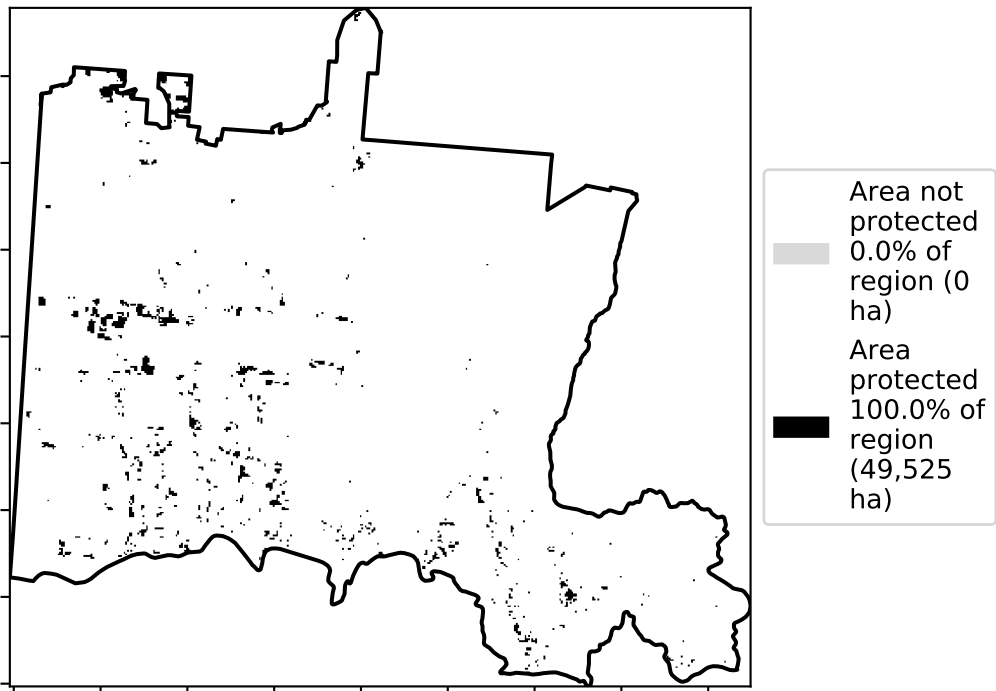 Area not
protected
0.0% of
region (0
ha)
Area
protected
100.0% of
region
(49,525
ha)